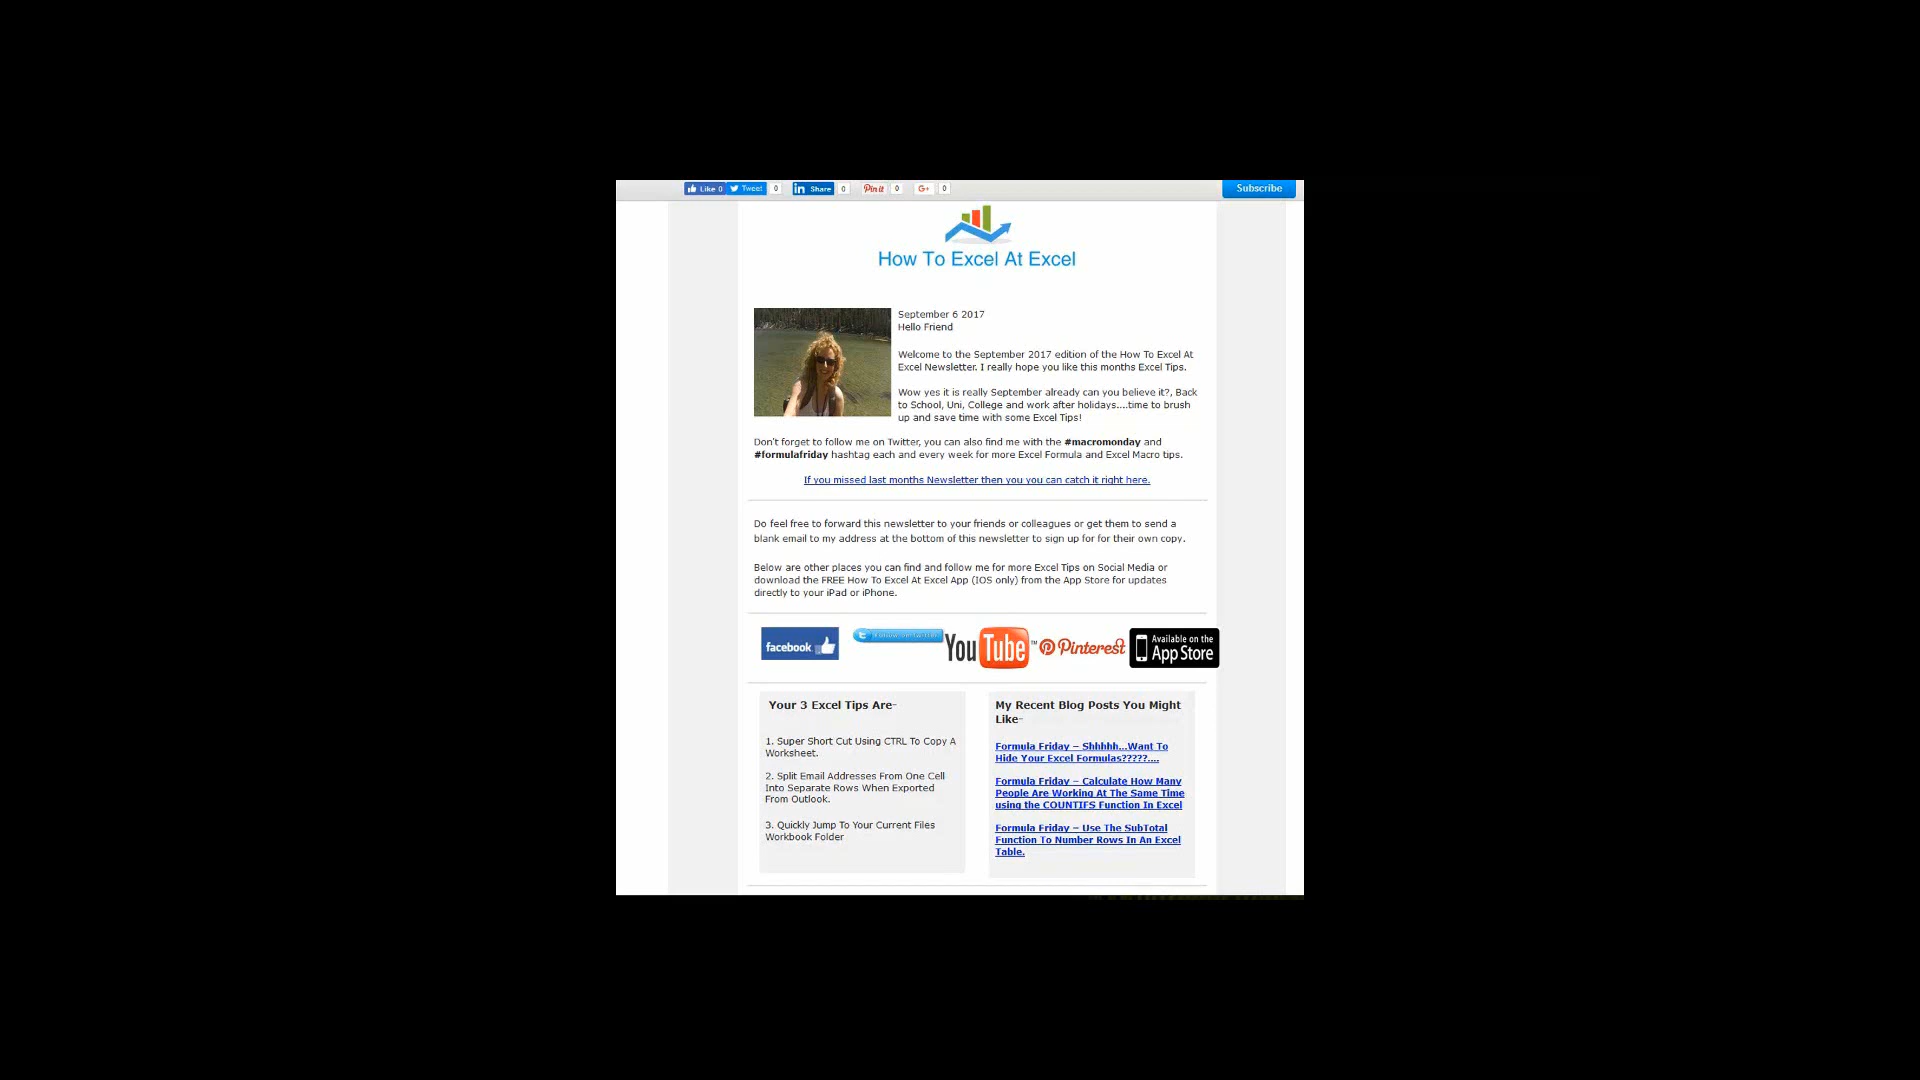 Like 0 Tweet 0 Share 0 Pin it 0 G+ 0 Subscribe
How To Excel At Excel
September 6 2017
Hello Friend
Welcome to the September 2017 edition of the How To Excel At
Excel Newsletter. I really hope you like this months Excel Tips.
Wow yes it is really September already can you believe it?, Back
to School, Uni, College and work after holidays....time to brush
up and save time with some Excel Tips!
Don't forget to follow me on Twitter, you can also find me with the #macromonday and
#formulafriday hashtag each and every week for more Excel Formula and Excel Macro tips.
If you missed last months Newsletter then you you can catch it right here.
Do feel free to forward this newsletter to your friends or colleagues or get them to send a
blank email to my address at the bottom of this newsletter to sign up for for their own copy.
Below are other places you can find and follow me for more Excel Tips on Social Media or
download the FREE How To Excel At Excel App (IOS only) from the App Store for updates
directly to your iPad or iPhone.
facebook
You Tube™
Pinterest
Available on the
App Store
Your 3 Excel Tips Are-
1. Super Short Cut Using CTRL To Copy A
Worksheet.
2. Split Email Addresses From One Cell
Into Separate Rows When Exported
From Outlook.
3. Quickly Jump To Your Current Files
Workbook Folder
My Recent Blog Posts You Might
Like-
Formula Friday – Shhhhh...Want To
Hide Your Excel Formulas?????....
Formula Friday – Calculate How Many
People Are Working At The Same Time
using the COUNTIFS Function In Excel
Formula Friday – Use The SubTotal
Function To Number Rows In An Excel
Table.